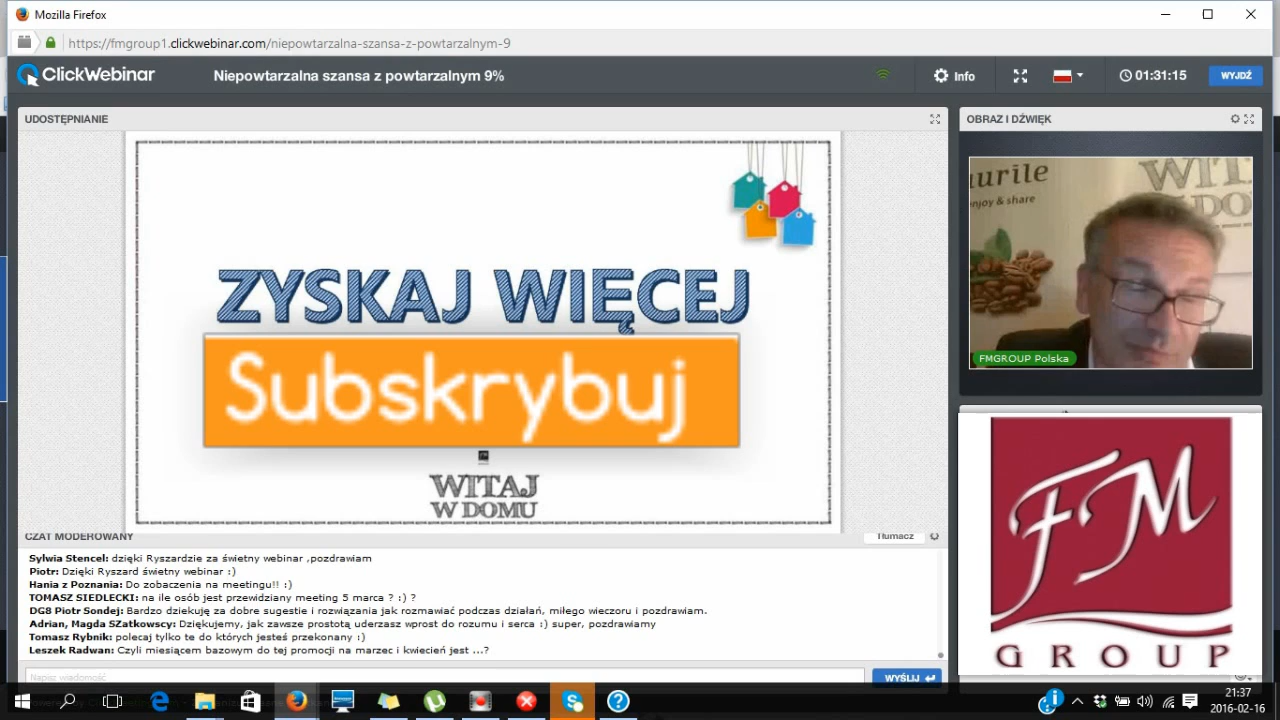 Mozilla Firefox
https://fmgroup1.clickwebinar.com/niepowtarzalna-szansa-z-powtarzalnym-9
ClickWebinar
Niepowtarzalna szansa z powtarzalnym 9%
Info
01:31:15
WYJDŹ
UDOSTĘPNIANIE
ZYSKAJ WIĘCEJ
Subskrybuj
WITAJ
W DOMU
OBRAZ I DŹWIĘK
enjoy & share
FMGROUP Polska
FM
GROUP
CZAT MODEROWANY
Tłumacz
Sylwia Stencel: dzięki Ryszardzie za świetny webinar ,pozdrawiam
Piotr: Dzięki Ryszard świetny webinar :)
Hania z Poznania: Do zobaczenia na meetingu!! :)
TOMASZ SIEDLECKI: na ile osób jest przewidziany meeting 5 marca ? :) ?
DG8 Piotr Sondej: Bardzo dziekuję za dobre sugestie i rozwiązania jak rozmawiać podczas działań, miłego wieczoru i pozdrawiam.
Adrian, Magda SZatkowscy: Dziękujemy, jak zawsze prostotą uderzasz wprost do rozumu i serca :) super, pozdrawiamy
Tomasz Rybnik: polecaj tylko te do których jesteś przekonany :)
Leszek Radwan: Czyli miesiącem bazowym do tej promocji na marzec i kwiecień jest ...?
Napisz wiadomość
WYŚLIJ
21:37
2016-02-16